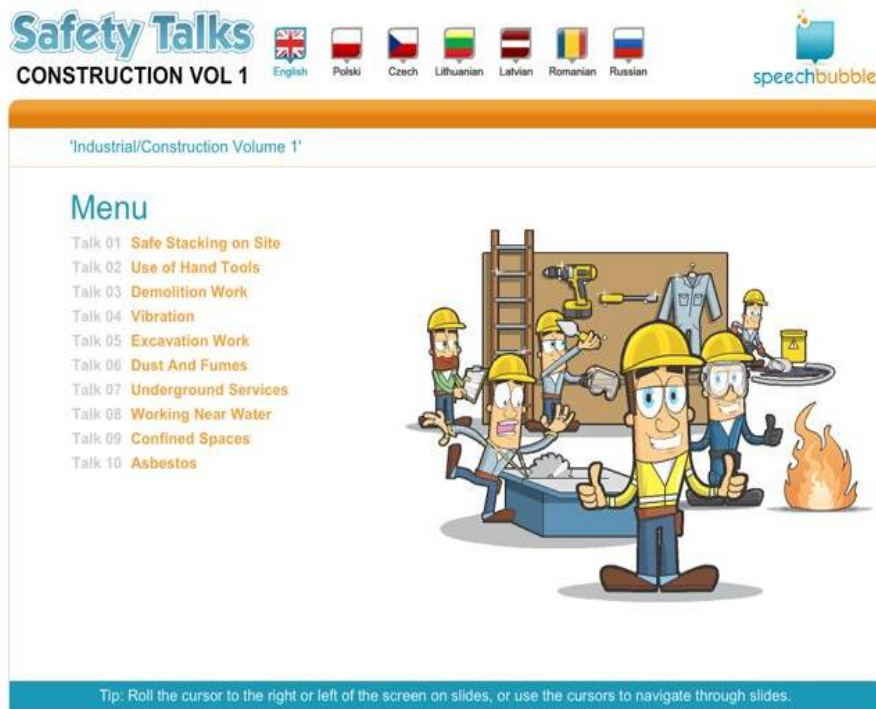 Safety Talks
CONSTRUCTION VOL 1
English Polski Czech Lithuanian Latvian Romanian Russian
speechbubble
'Industrial/Construction Volume 1'
Menu
Talk 01 Safe Stacking on Site
Talk 02 Use of Hand Tools
Talk 03 Demolition Work
Talk 04 Vibration
Talk 05 Excavation Work
Talk 06 Dust And Fumes
Talk 07 Underground Services
Talk 08 Working Near Water
Talk 09 Confined Spaces
Talk 10 Asbestos
Tip: Roll the cursor to the right or left of the screen on slides, or use the cursors to navigate through slides.